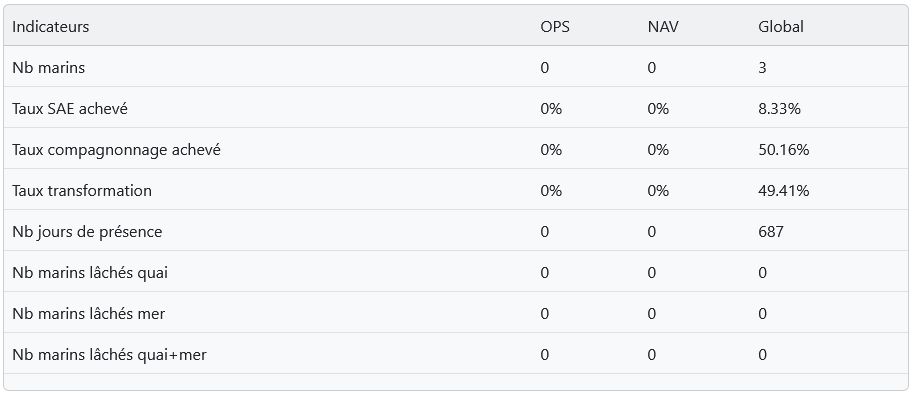 Indicateurs OPS NAV Global
Nb marins 0 0 3
Taux SAE achevé 0% 0% 8.33%
Taux compagnonnage achevé 0% 0% 50.16%
Taux transformation 0% 0% 49.41%
Nb jours de présence 0 0 687
Nb marins lâchés quai 0 0 0
Nb marins lâchés mer 0 0 0
Nb marins lâchés quai+mer 0 0 0